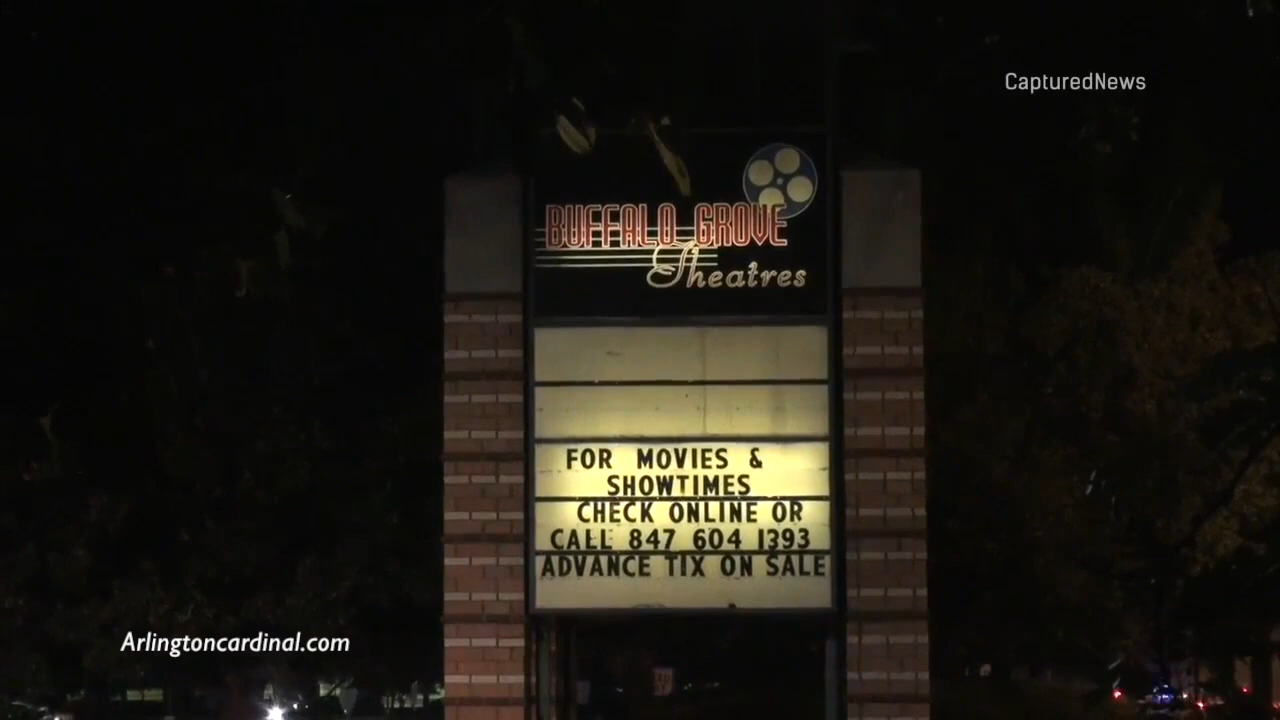 CapturedNews
BUFFALO GROVE
Theatres
FOR MOVIES &
SHOWTIMES
CHECK ONLINE OR
CALL 847 604 1393
ADVANCE TIX ON SALE
Arlingtoncardinal.com